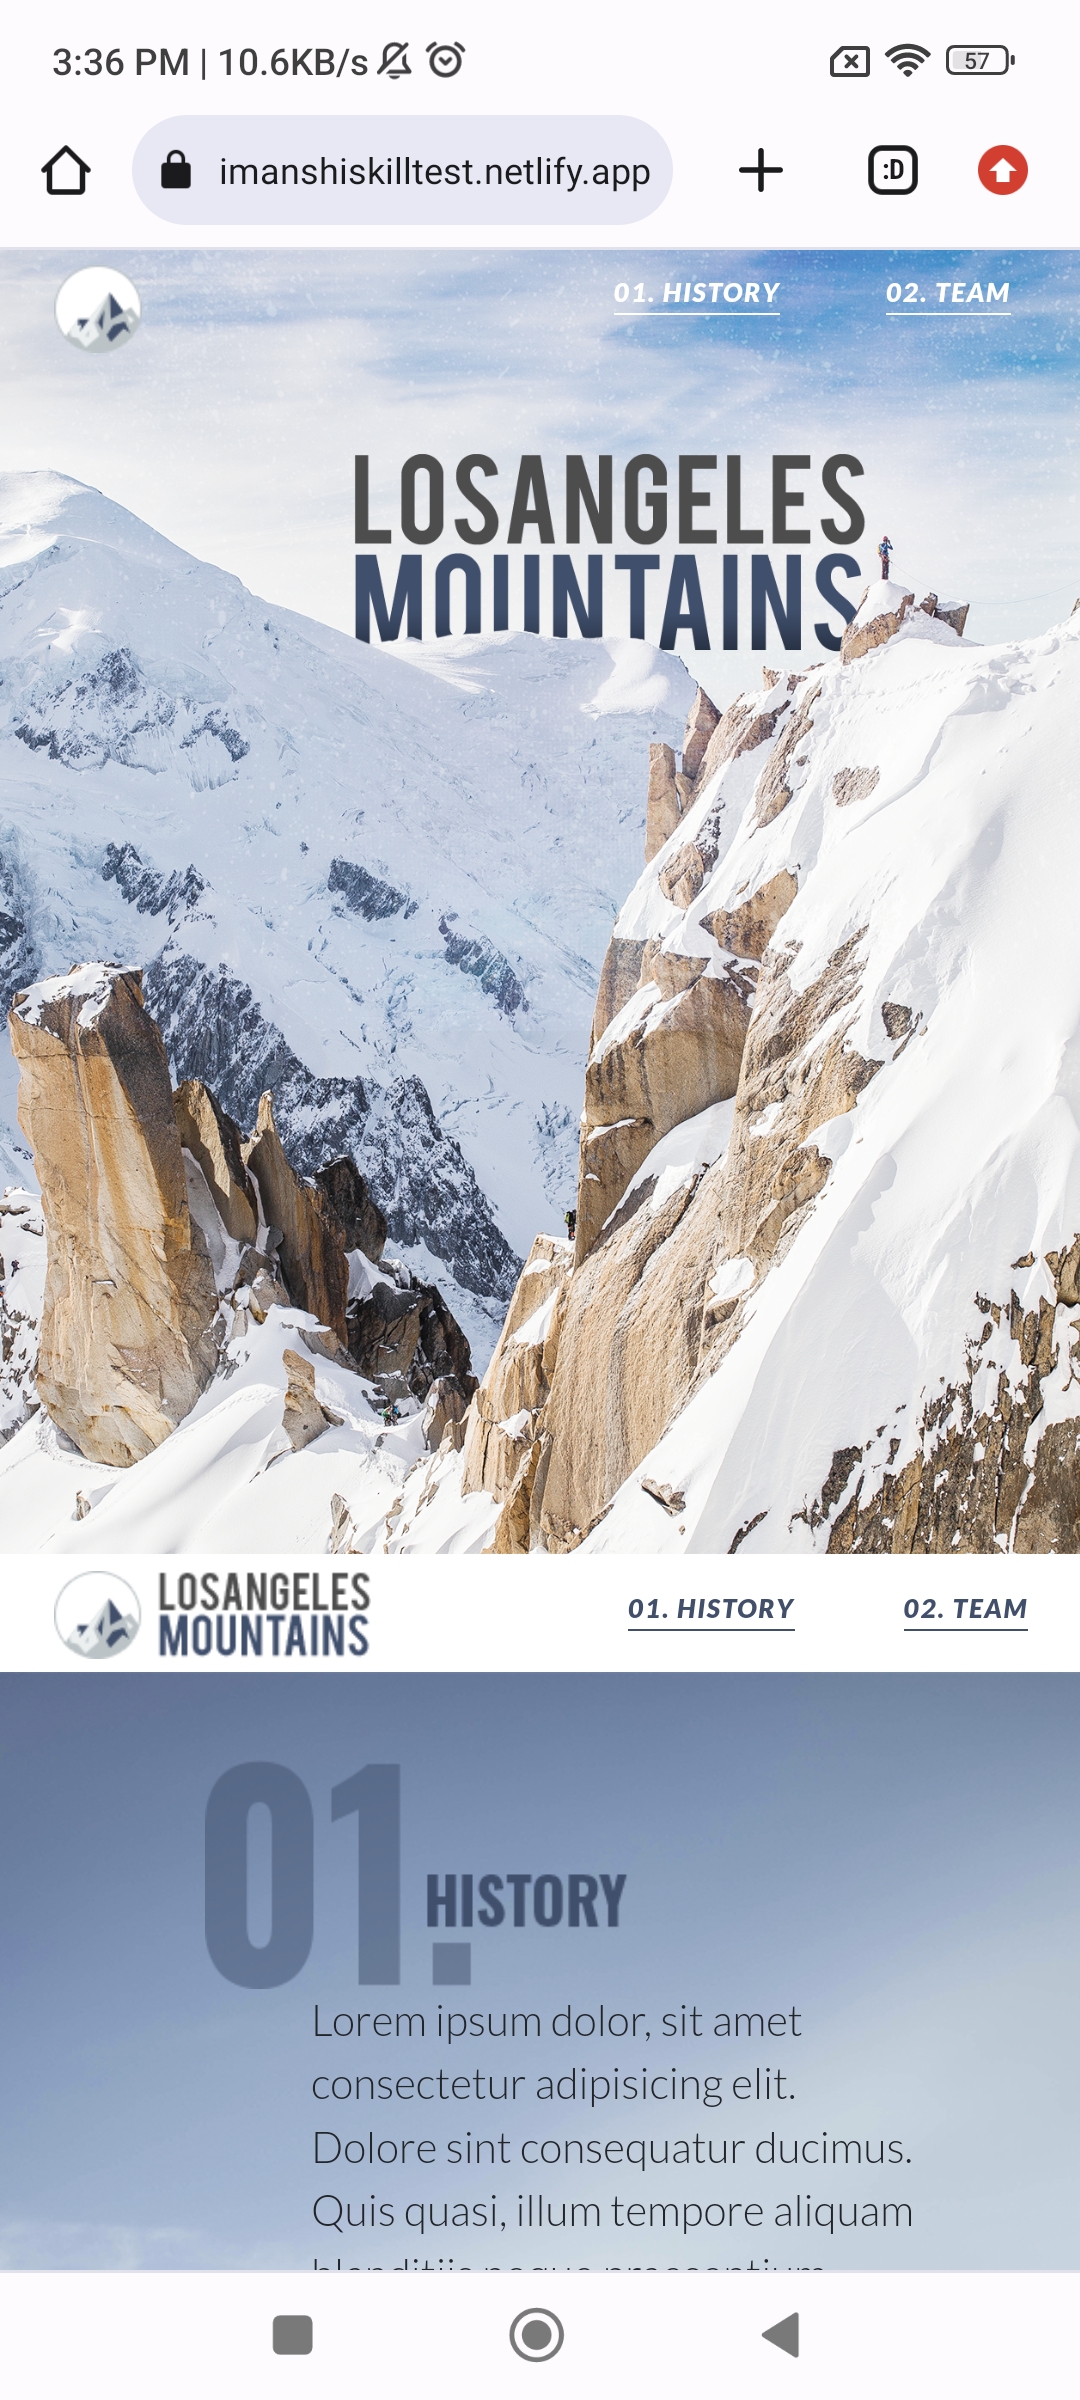 3:36 PM | 10.6KB/s
57
imanshiskilltest.netlify.app
:D
01. HISTORY
02. TEAM
LOSANGELES
MOUNTAINS
LOSANGELES
MOUNTAINS
01. HISTORY
02. TEAM
01.
HISTORY
Lorem ipsum dolor, sit amet
consectetur adipisicing elit.
Dolore sint consequatur ducimus.
Quis quasi, illum tempore aliquam